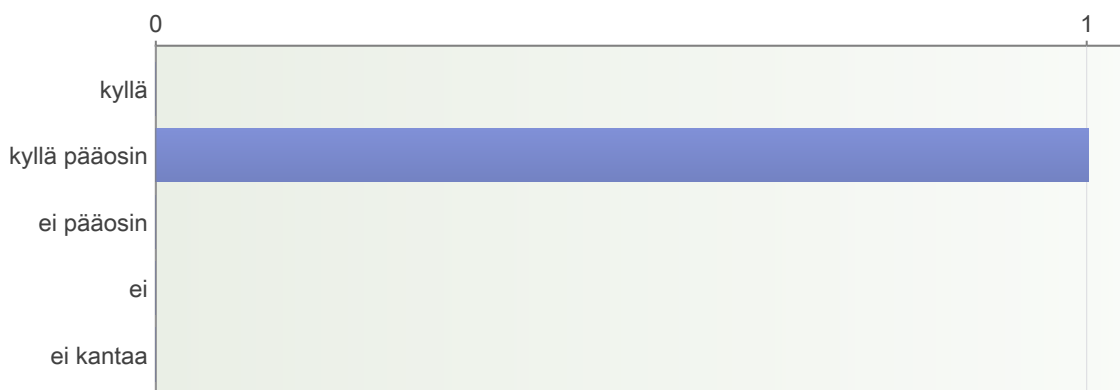 0 1
kyllä
kyllä pääosin
ei pääosin
ei
ei kantaa